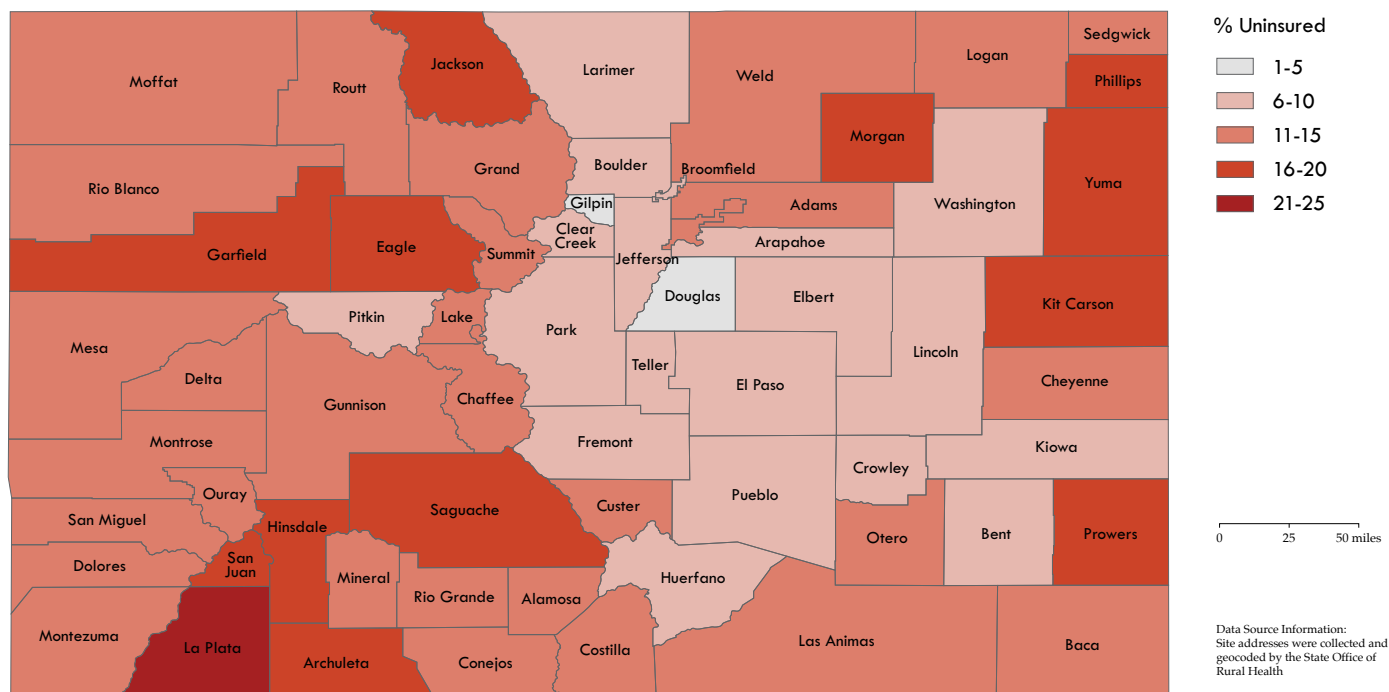 % Uninsured
1-5
6-10
11-15
16-20
21-25
Sedgwick
Logan
Jackson
Larimer
Weld
Phillips
Moffat
Routt
Morgan
Boulder
Grand
Broomfield
Yuma
Rio Blanco
Gilpin
Adams
Washington
Clear
Creek
Arapahoe
Eagle
Garfield
Summit
Jefferson
Douglas
Elbert
Kit Carson
Pitkin
Lake
Park
Mesa
Lincoln
Teller
Delta
El Paso
Cheyenne
Chaffee
Gunnison
Montrose
Fremont
Kiowa
Crowley
Ouray
Pueblo
Saguache
Custer
San Miguel
Hinsdale
Otero
Bent
Prowers
San
Juan
Dolores
Mineral
Huerfano
Rio Grande
Alamosa
Montezuma
La Plata
Archuleta
Conejos
Costilla
Las Animas
Baca
0 25 50 miles
Data Source Information:
Site addresses were collected and
geocoded by the State Office of
Rural Health